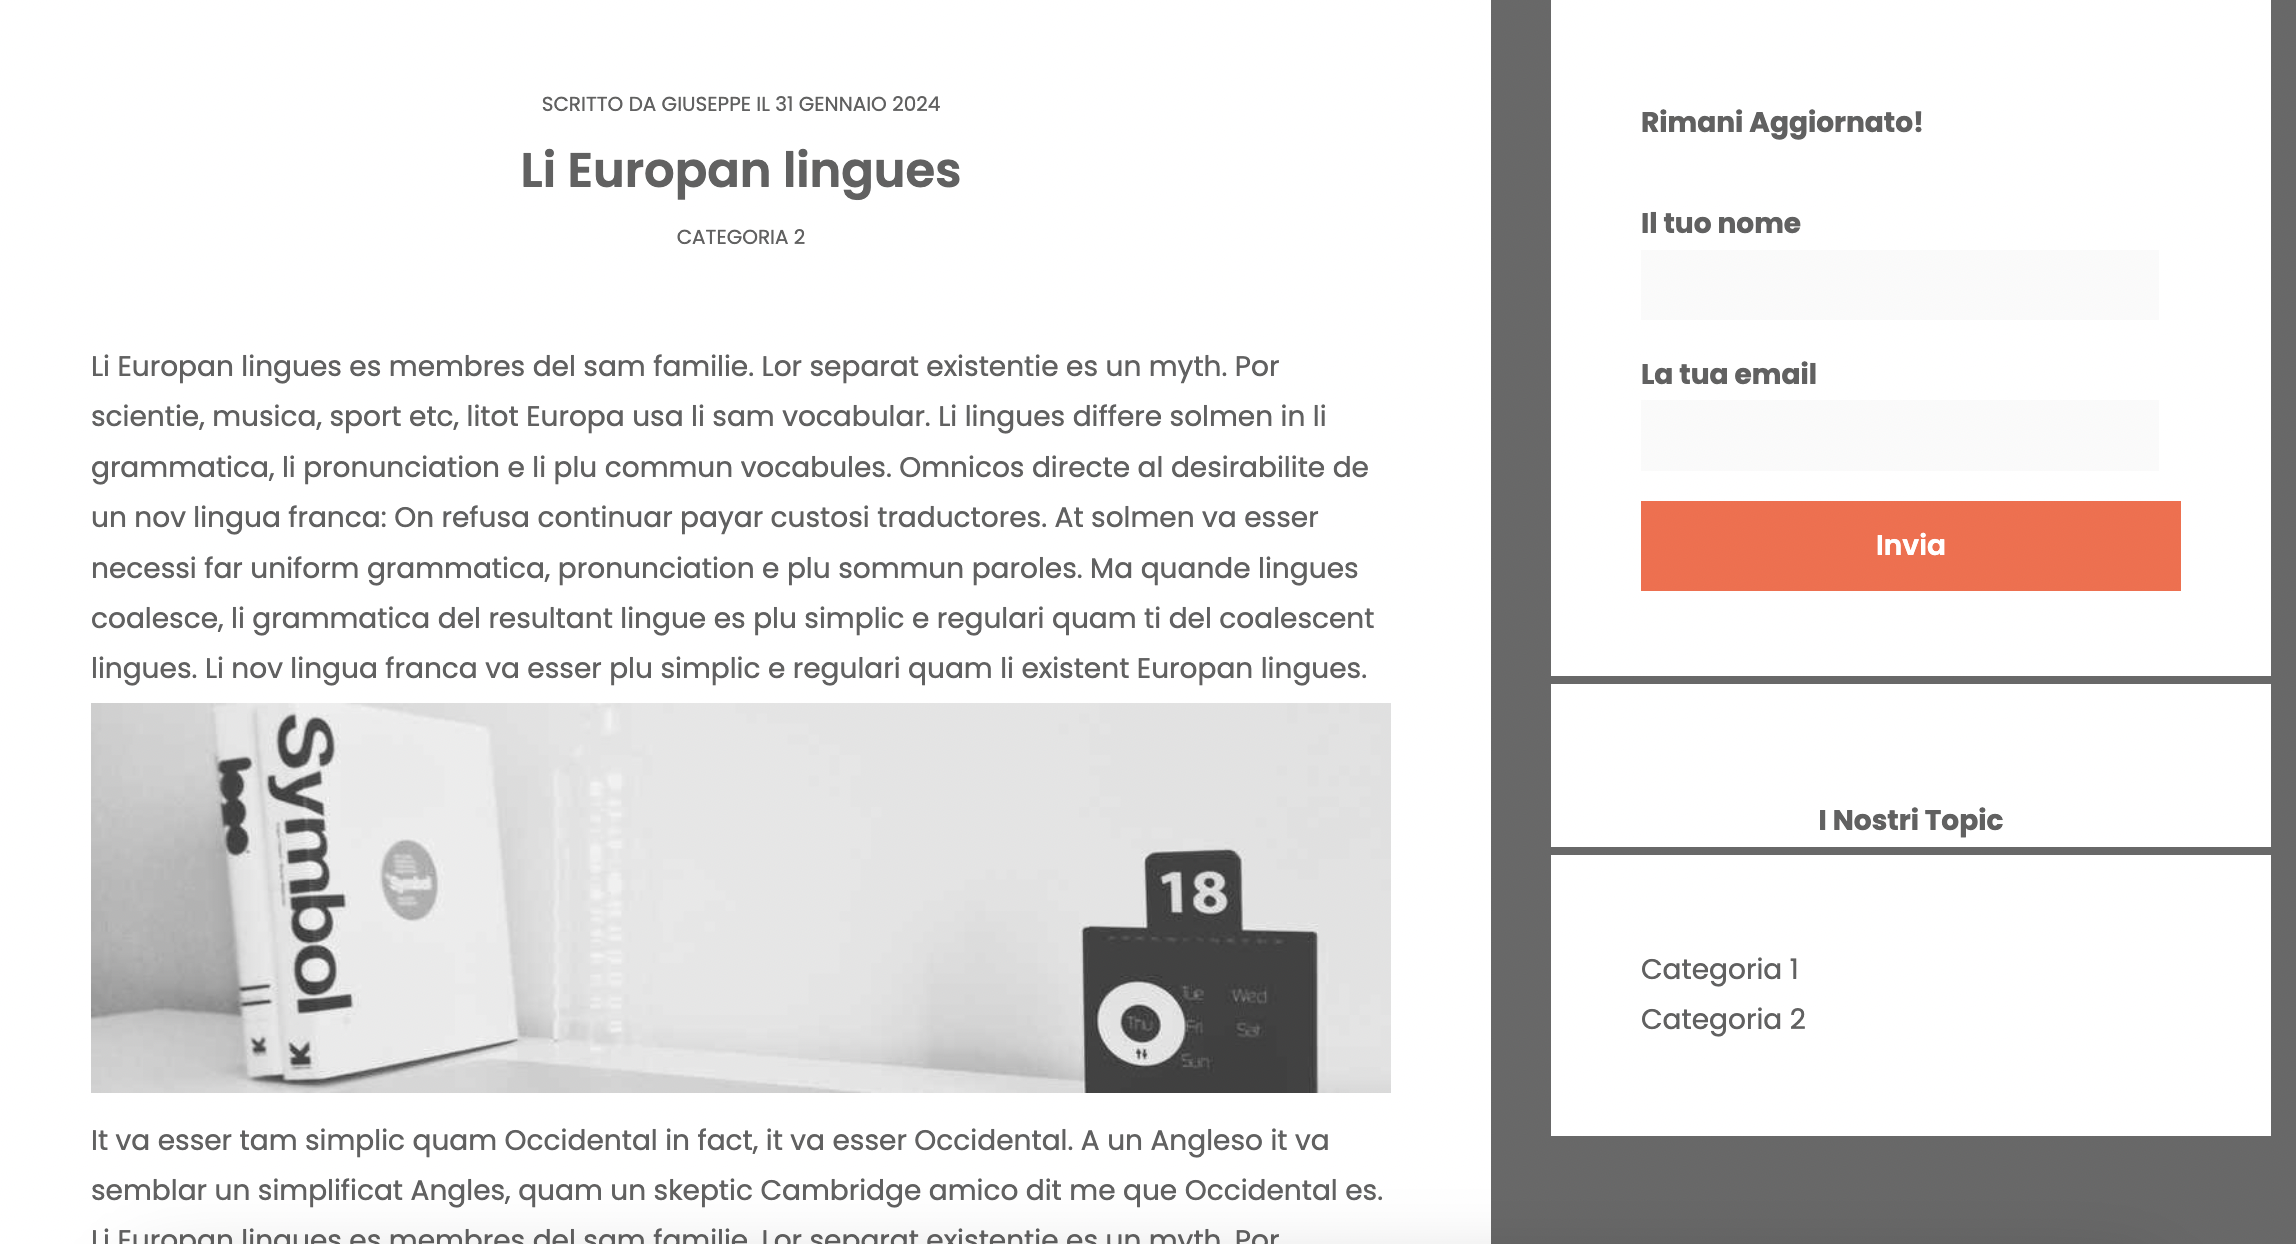 SCRITTO DA GIUSEPPE IL 31 GENNAIO 2024
Li Europan lingues
CATEGORIA 2
Li Europan lingues es membres del sam familie. Lor separat existentie es un myth. Por
scientie, musica, sport etc, litot Europa usa li sam vocabular. Li lingues differe solmen in li
grammatica, li pronunciation e li plu commun vocabules. Omnicos directe al desirabilite de
un nov lingua franca: On refusa continuar payar custosi traductores. At solmen va esser
necessi far uniform grammatica, pronunciation e plu sommun paroles. Ma quande lingues
coalesce, li grammatica del resultant lingue es plu simplic e regulari quam ti del coalescent
lingues. Li nov lingua franca va esser plu simplic e regulari quam li existent Europan lingues.
logo
K
Symbol
K
Symbol
18
Tue Wed
Thu Fri Sat
Sun
It va esser tam simplic quam Occidental in fact, it va esser Occidental. A un Angleso it va
semblar un simplificat Angles, quam un skeptic Cambridge amico dit me que Occidental es.
Li Europan lingues es membres del sam familie. Lor separat existentie es un myth. Por
Rimani Aggiornato!
Il tuo nome
La tua email
Invia
I Nostri Topic
Categoria 1
Categoria 2